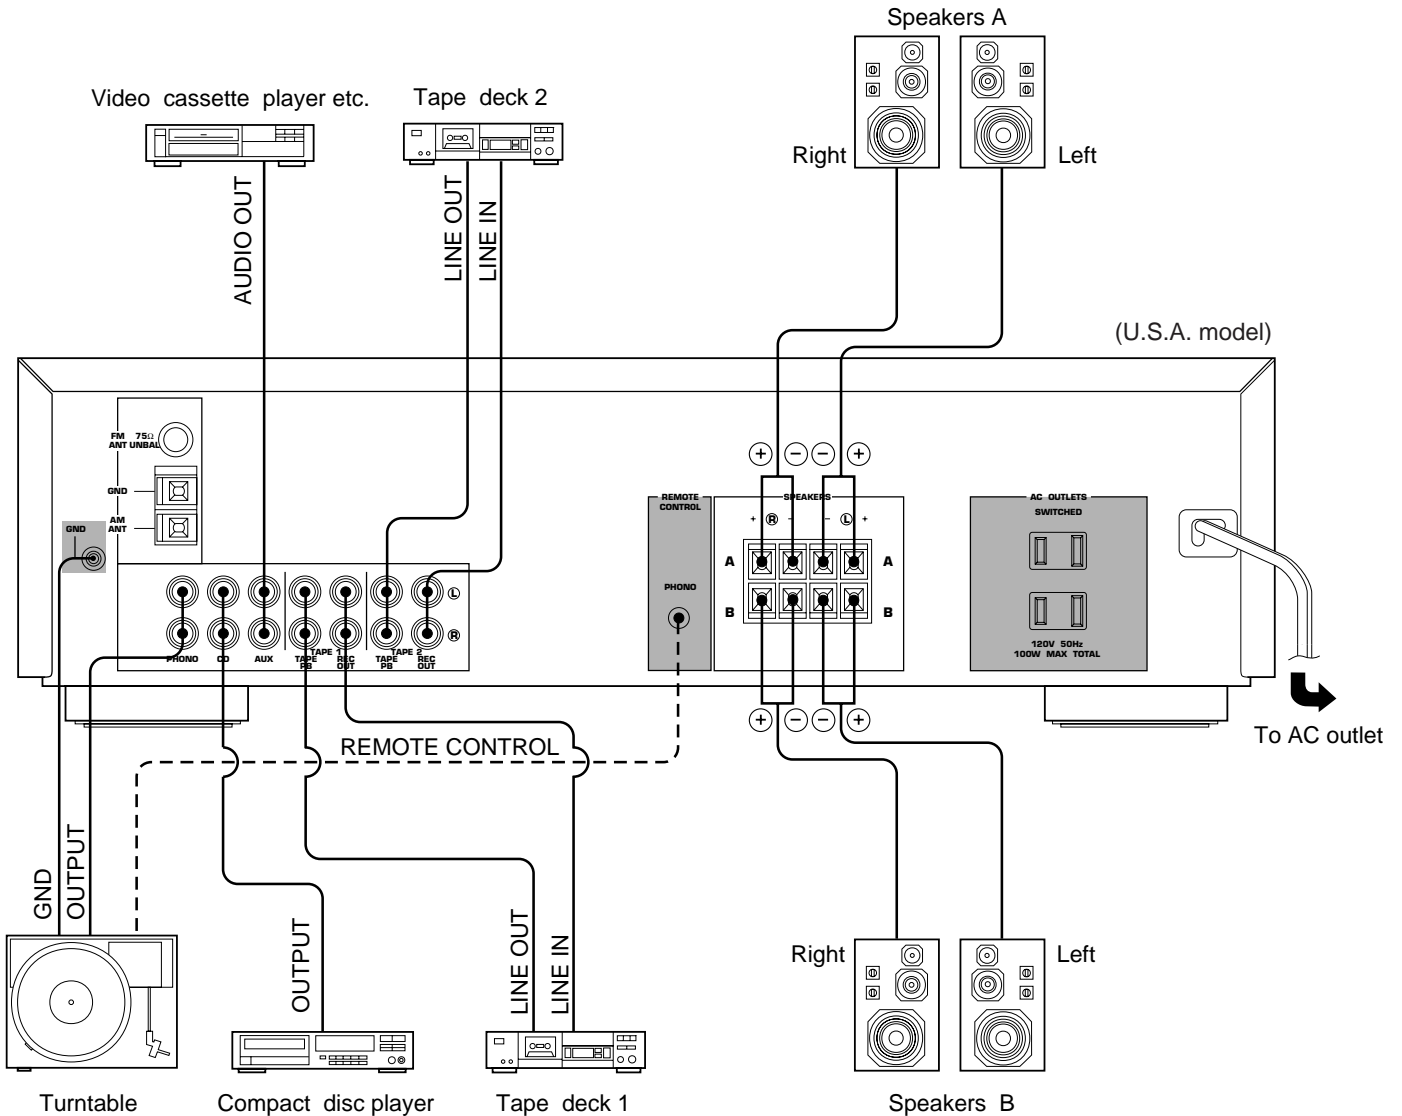 Speakers A
Video cassette player etc.
Tape deck 2
Right
Left
AUDIO OUT
LINE OUT
LINE IN
(U.S.A. model)
FM 75Ω
ANT UNBAL
GND
AM
ANT
GND
+ − − +
REMOTE
CONTROL
SPEAKERS
+ R − − L +
AC OUTLETS
SWITCHED
A
A
PHONO
B
B
L
R
PHONO
CD
AUX
TAPE 1
TAPE
PB
REC
OUT
TAPE 2
TAPE
PB
REC
OUT
120V 50Hz
100W MAX TOTAL
+ − − +
To AC outlet
REMOTE CONTROL
GND
OUTPUT
OUTPUT
LINE OUT
LINE IN
Right
Left
Turntable
Compact disc player
Tape deck 1
Speakers B